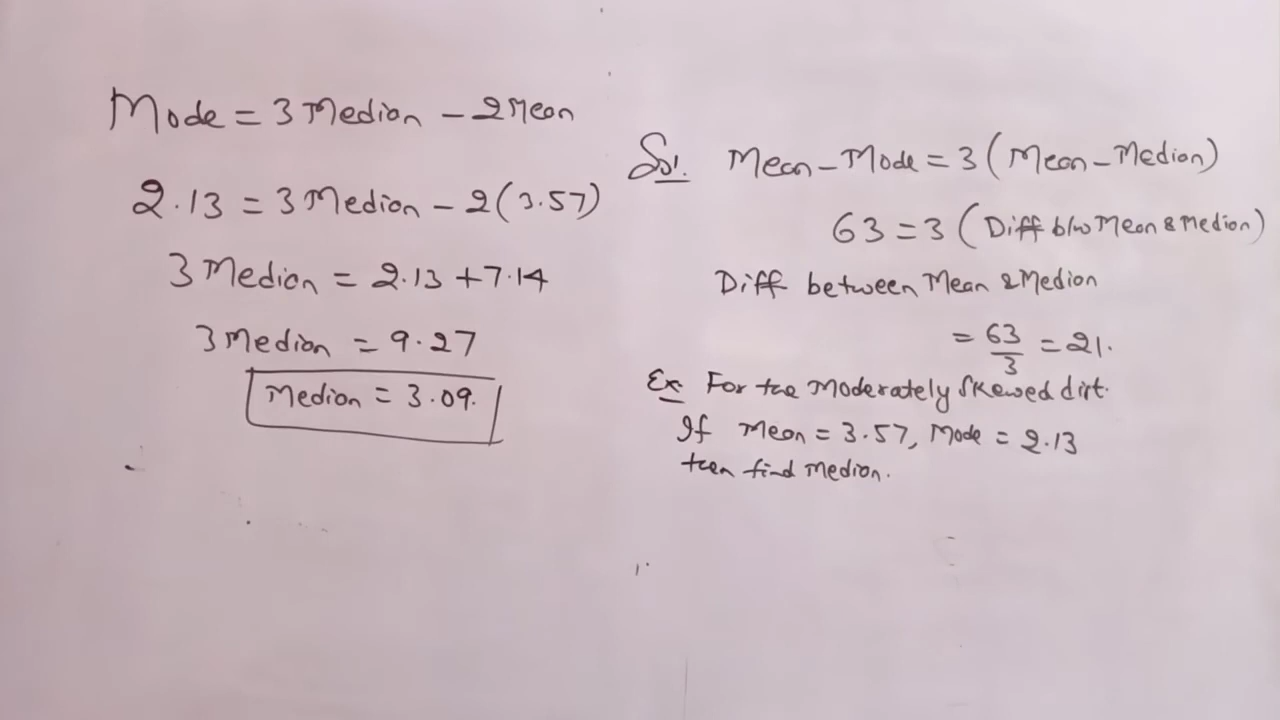 Mode = 3 Median - 2 Mean
2.13 = 3 Median - 2(3.57)
3 Median = 2.13 + 7.14
3 Median = 9.27
Median = 3.09.
Sol. Mean - Mode = 3(Mean - Median)
63 = 3 (Diff b/w Mean & Median)
Diff between Mean & Median
= 63/3 = 21.
Ex For the Moderately Skewed dirt.
If Mean = 3.57, Mode = 2.13
then find Median.